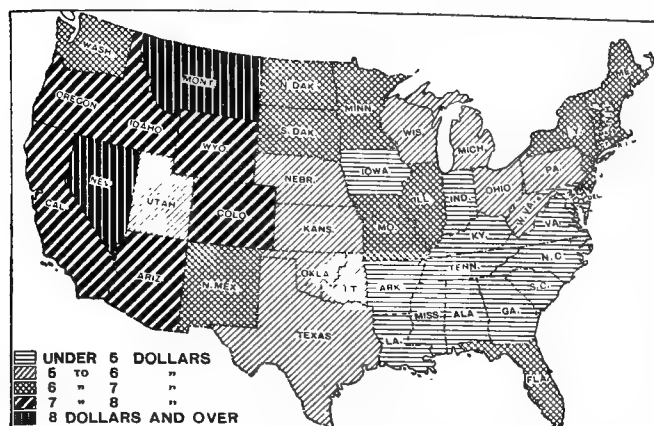 WASH.
MONT.
N.DAK.
MINN.
ME.
OREGON
IDAHO
WYO.
S.DAK.
WIS.
MICH.
NEBR.
IOWA
ILL.
IND.
OHIO
PA.
DEL.
NEV.
UTAH
COLO.
KANS.
MO.
KY.
W.VA.
VA.
CAL.
ARIZ.
N.MEX.
OKLA.
I.T.
ARK.
TENN.
N.C.
S.C.
MISS.
ALA.
GA.
TEXAS
LA.
FLA.
UNDER 5 DOLLARS
5 TO 6 "
6 " 7 "
7 " 8 "
8 DOLLARS AND OVER